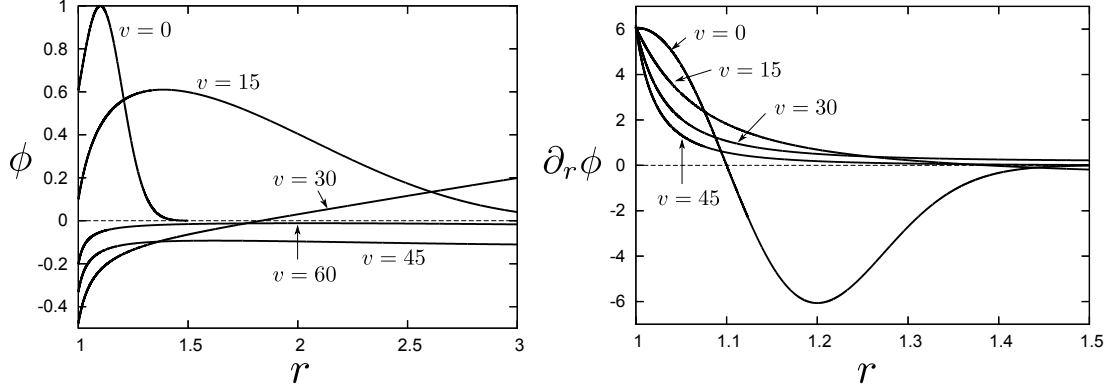 1
0.8
0.6
0.4
0.2
0
-0.2
-0.4
ϕ
v = 0
v = 15
v = 30
v = 60
v = 45
1 1.5 2 2.5 3
r
6
4
2
0
-2
-4
-6
∂rϕ
v = 0
v = 15
v = 30
v = 45
1 1.1 1.2 1.3 1.4 1.5
r